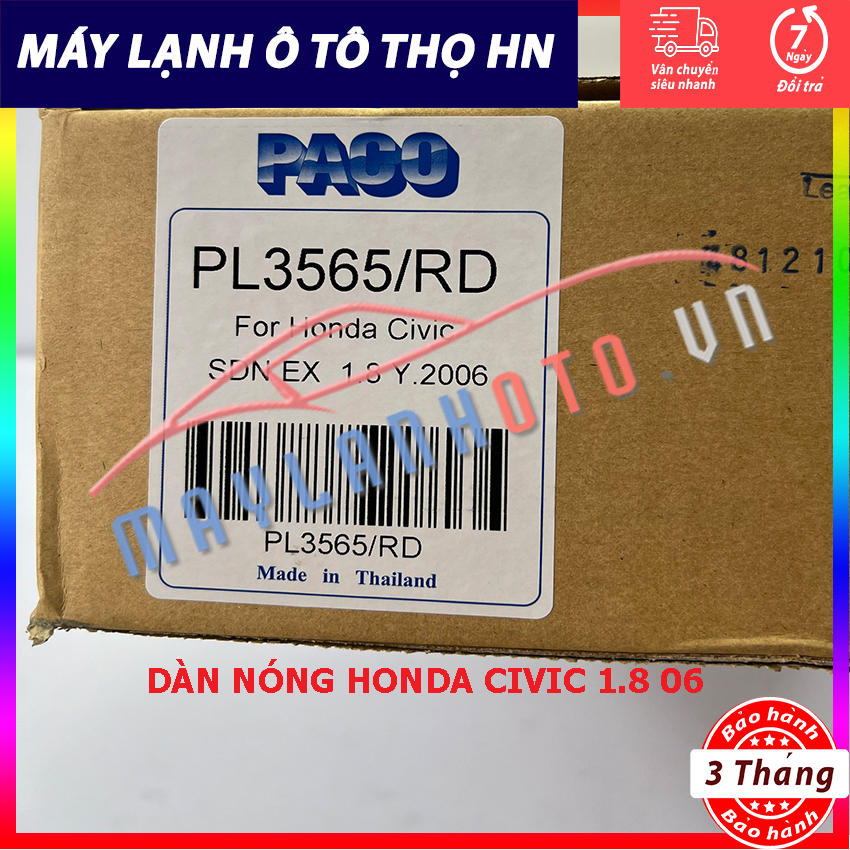 MÁY LẠNH Ô TÔ THỌ HN
Vân chuyển
siêu nhanh
7
Ngày
Đổi trả
PACO
PL3565/RD
For Honda Civic
SDN EX 1.8 Y.2006
MAYLANHOTO.VN
PL3565/RD
Made in Thailand
DÀN NÓNG HONDA CIVIC 1.8 06
Bảo hành
3 Tháng
Bảo hành